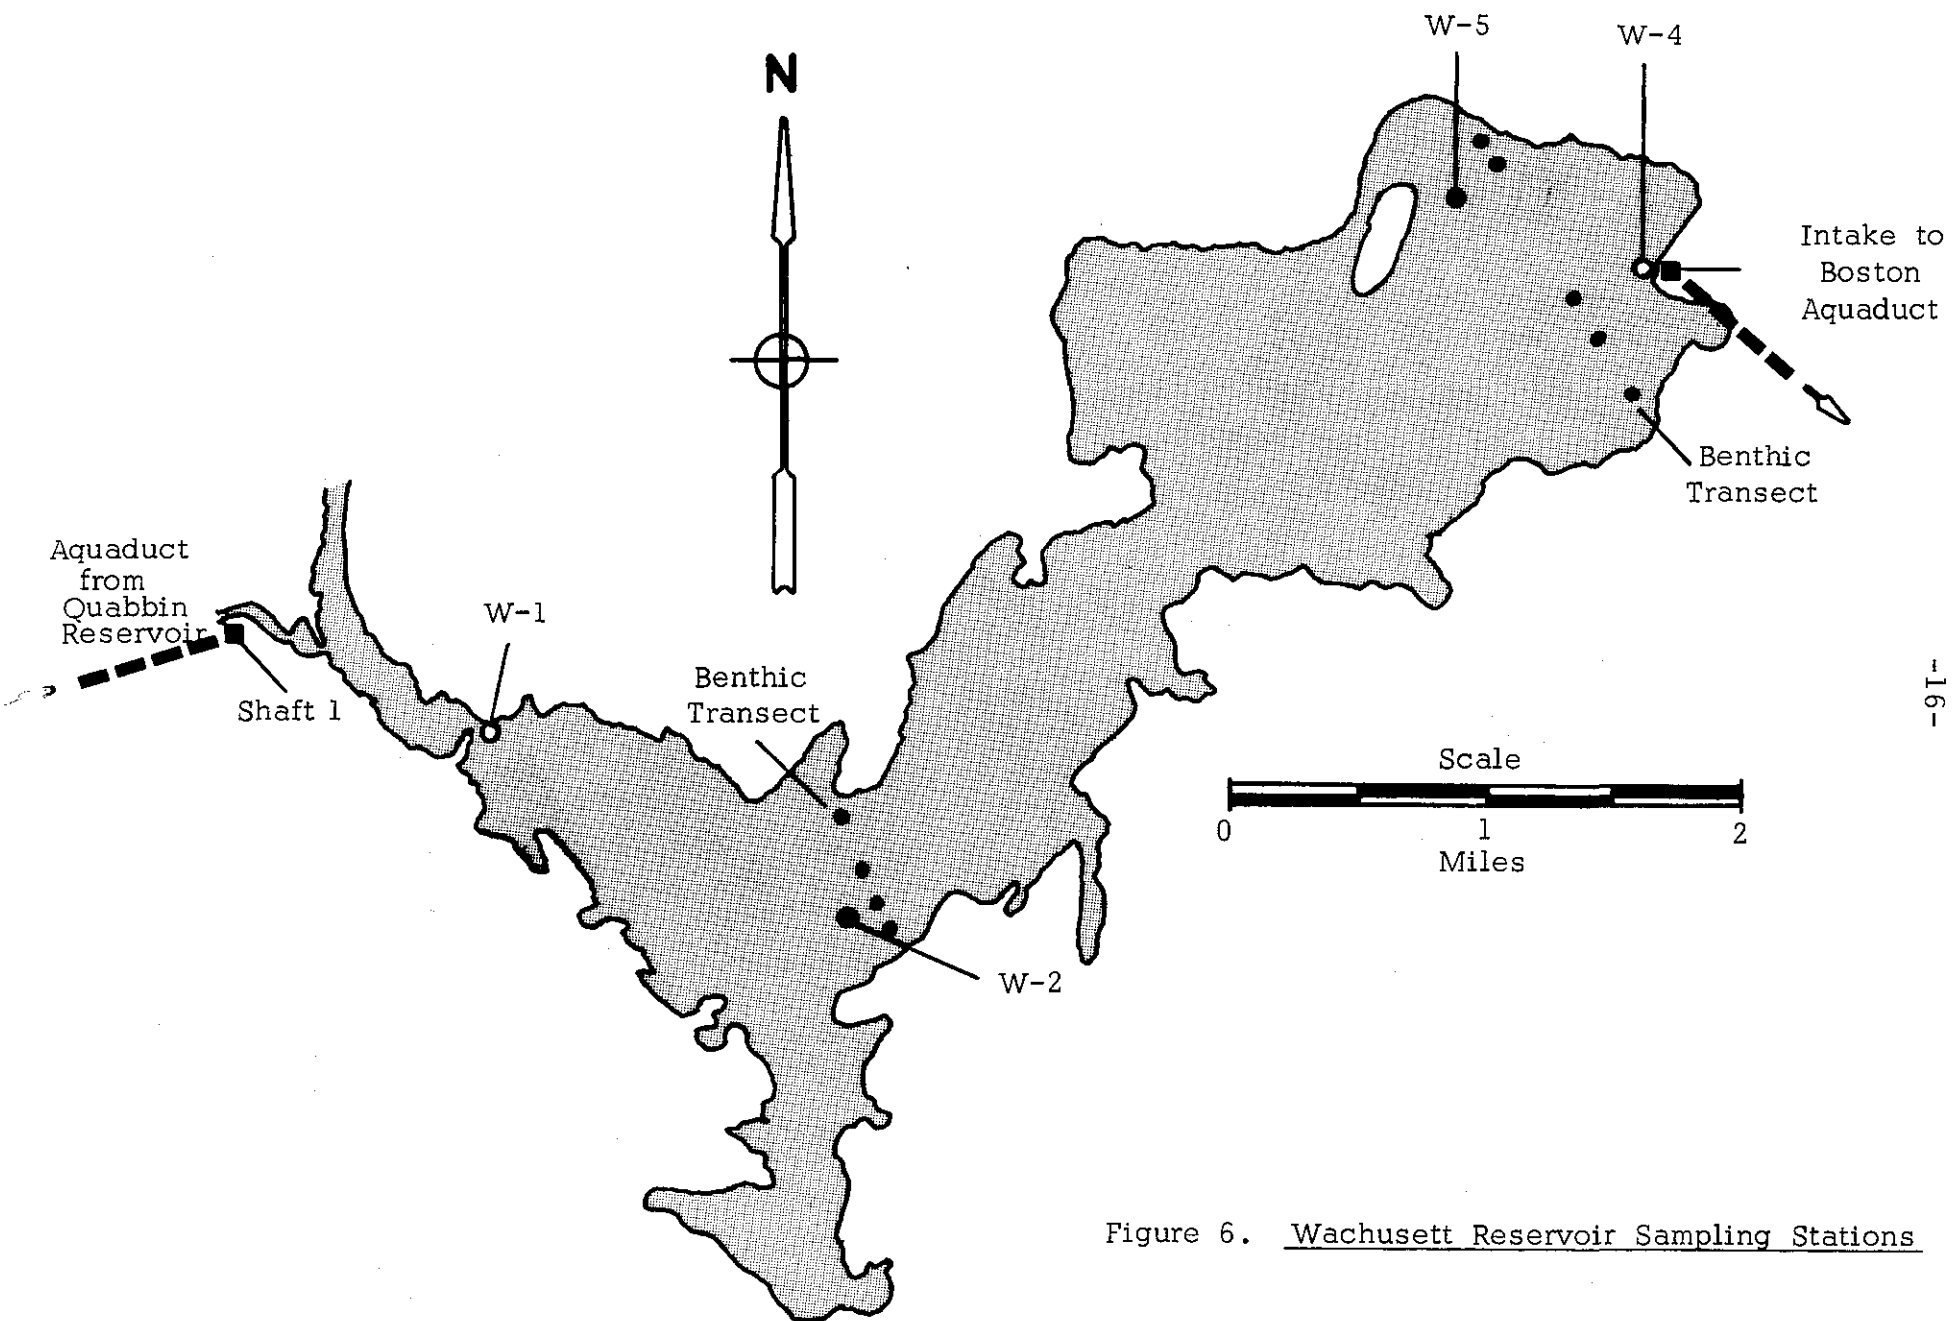 W-5
W-4
N
Intake to
Boston
Aquaduct
Benthic
Transect
Aquaduct
from
Quabbin
Reservoir
W-1
Shaft 1
Benthic
Transect
W-2
Scale
0 1 2
Miles
-16-
Figure 6. Wachusett Reservoir Sampling Stations